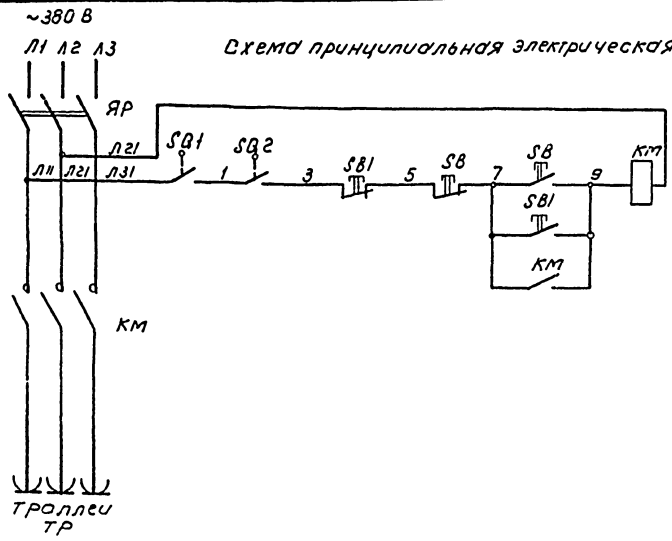 ~380 В
Л1 Л2 Л3
Схема принципиальная электрическая
ЯР
Л21
SQ1 SQ2
Л11 Л21 Л31
1 3 SB1 5 SB 7 SB 9 КМ
SB1
КМ
КМ
Троллеи
ТР